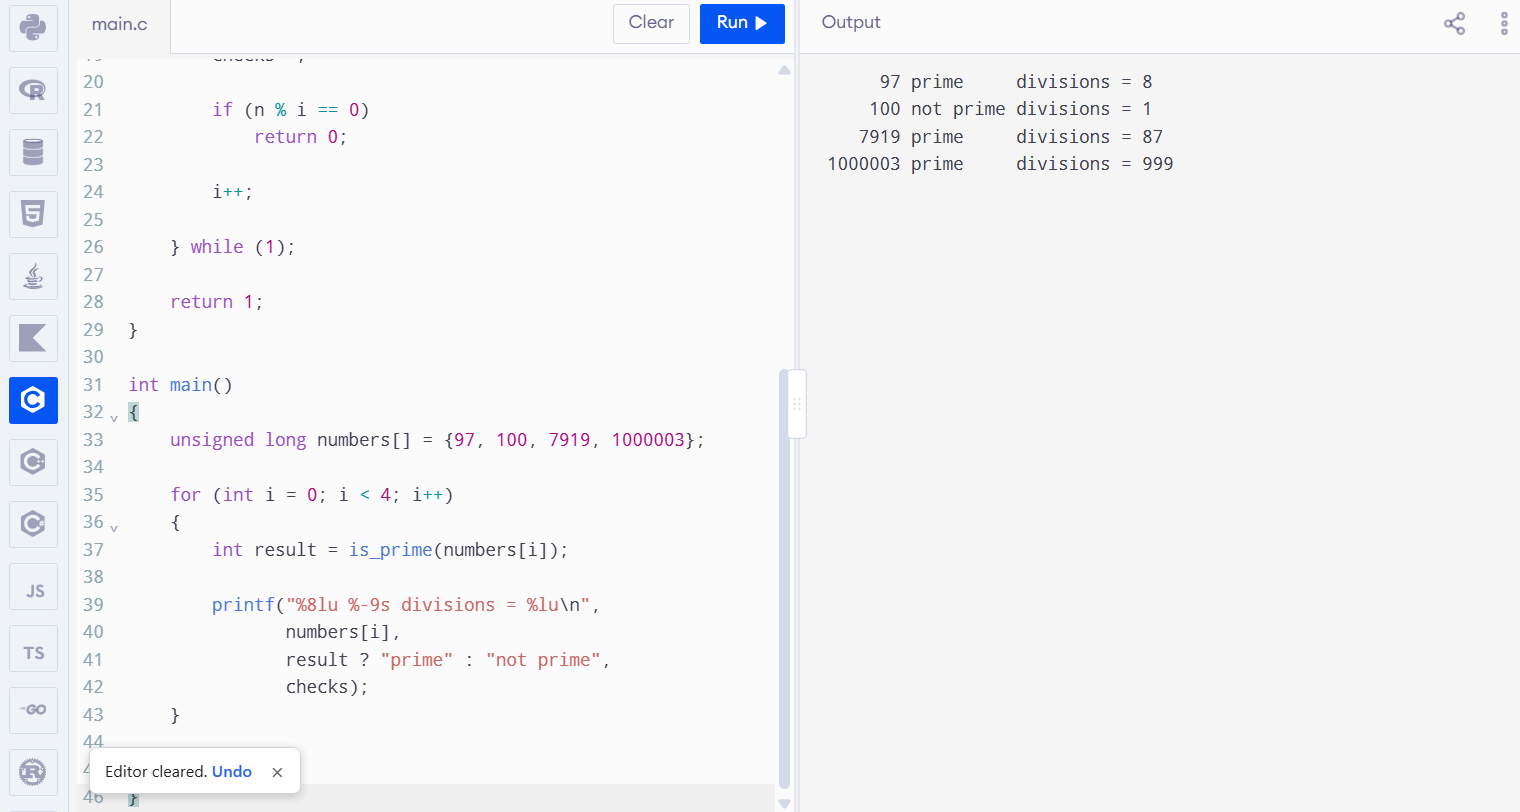 main.c
Clear
Run
Output
20
21 if (n % i == 0)
22 return 0;
23
24 i++;
25
26 } while (1);
27
28 return 1;
29 }
30
31 int main()
32 {
33 unsigned long numbers[] = {97, 100, 7919, 1000003};
34
35 for (int i = 0; i < 4; i++)
36 {
37 int result = is_prime(numbers[i]);
38
39 printf("%8lu %-9s divisions = %lu\n",
40 numbers[i],
41 result ? "prime" : "not prime",
42 checks);
43 }
44
46 }
Editor cleared. Undo
JS
TS
GO
97 prime divisions = 8
100 not prime divisions = 1
7919 prime divisions = 87
1000003 prime divisions = 999